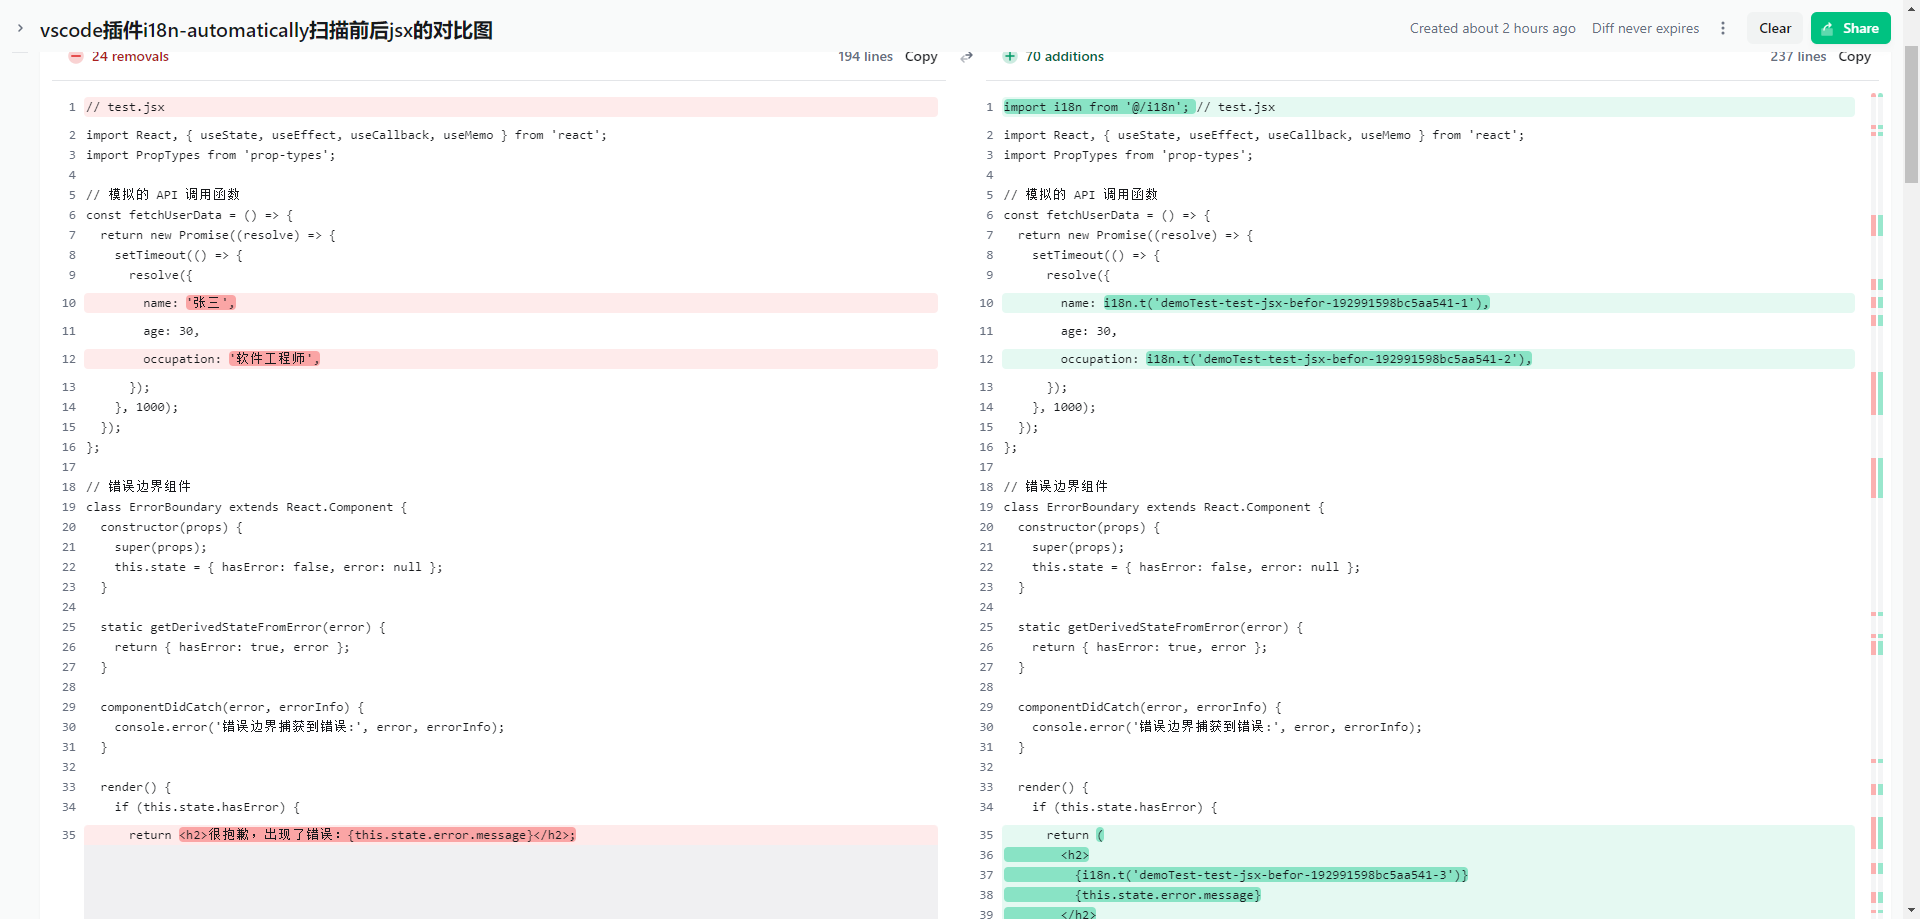 vscode插件i18n-automatically扫描前后jsx的对比图
Created about 2 hours ago Diff never expires Clear Share
24 removals 194 lines Copy
1 // test.jsx
2 import React, { useState, useEffect, useCallback, useMemo } from 'react';
3 import PropTypes from 'prop-types';
4
5 // 模拟的 API 调用函数
6 const fetchUserData = () => {
7   return new Promise((resolve) => {
8     setTimeout(() => {
9       resolve({
10         name: '张三',
11         age: 30,
12         occupation: '软件工程师',
13       });
14     }, 1000);
15   });
16 };
17
18 // 错误边界组件
19 class ErrorBoundary extends React.Component {
20   constructor(props) {
21     super(props);
22     this.state = { hasError: false, error: null };
23   }
24
25   static getDerivedStateFromError(error) {
26     return { hasError: true, error };
27   }
28
29   componentDidCatch(error, errorInfo) {
30     console.error('错误边界捕获到错误:', error, errorInfo);
31   }
32
33   render() {
34     if (this.state.hasError) {
35       return <h2>很抱歉，出现了错误：{this.state.error.message}</h2>;
70 additions 237 lines Copy
1 import i18n from '@/i18n'; // test.jsx
2 import React, { useState, useEffect, useCallback, useMemo } from 'react';
3 import PropTypes from 'prop-types';
4
5 // 模拟的 API 调用函数
6 const fetchUserData = () => {
7   return new Promise((resolve) => {
8     setTimeout(() => {
9       resolve({
10         name: i18n.t('demoTest-test-jsx-befor-192991598bc5aa541-1'),
11         age: 30,
12         occupation: i18n.t('demoTest-test-jsx-befor-192991598bc5aa541-2'),
13       });
14     }, 1000);
15   });
16 };
17
18 // 错误边界组件
19 class ErrorBoundary extends React.Component {
20   constructor(props) {
21     super(props);
22     this.state = { hasError: false, error: null };
23   }
24
25   static getDerivedStateFromError(error) {
26     return { hasError: true, error };
27   }
28
29   componentDidCatch(error, errorInfo) {
30     console.error('错误边界捕获到错误:', error, errorInfo);
31   }
32
33   render() {
34     if (this.state.hasError) {
35       return (
36         <h2>
37           {i18n.t('demoTest-test-jsx-befor-192991598bc5aa541-3')}
38           {this.state.error.message}
39         </h2>